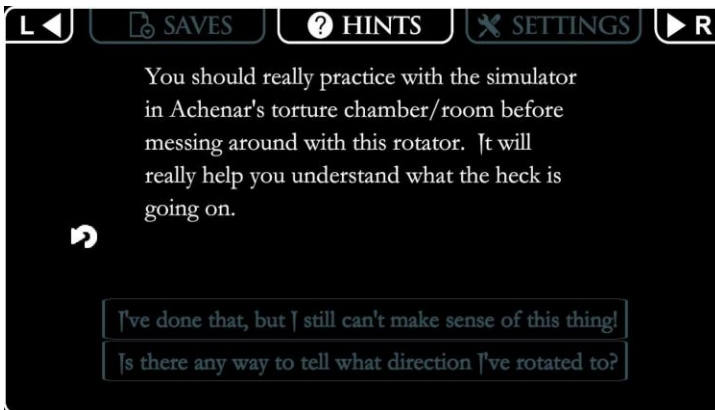 L SAVES HINTS SETTINGS R
You should really practice with the simulator
in Achenar's torture chamber/room before
messing around with this rotator. It will
really help you understand what the heck is
going on.
I've done that, but I still can't make sense of this thing!
Is there any way to tell what direction I've rotated to?